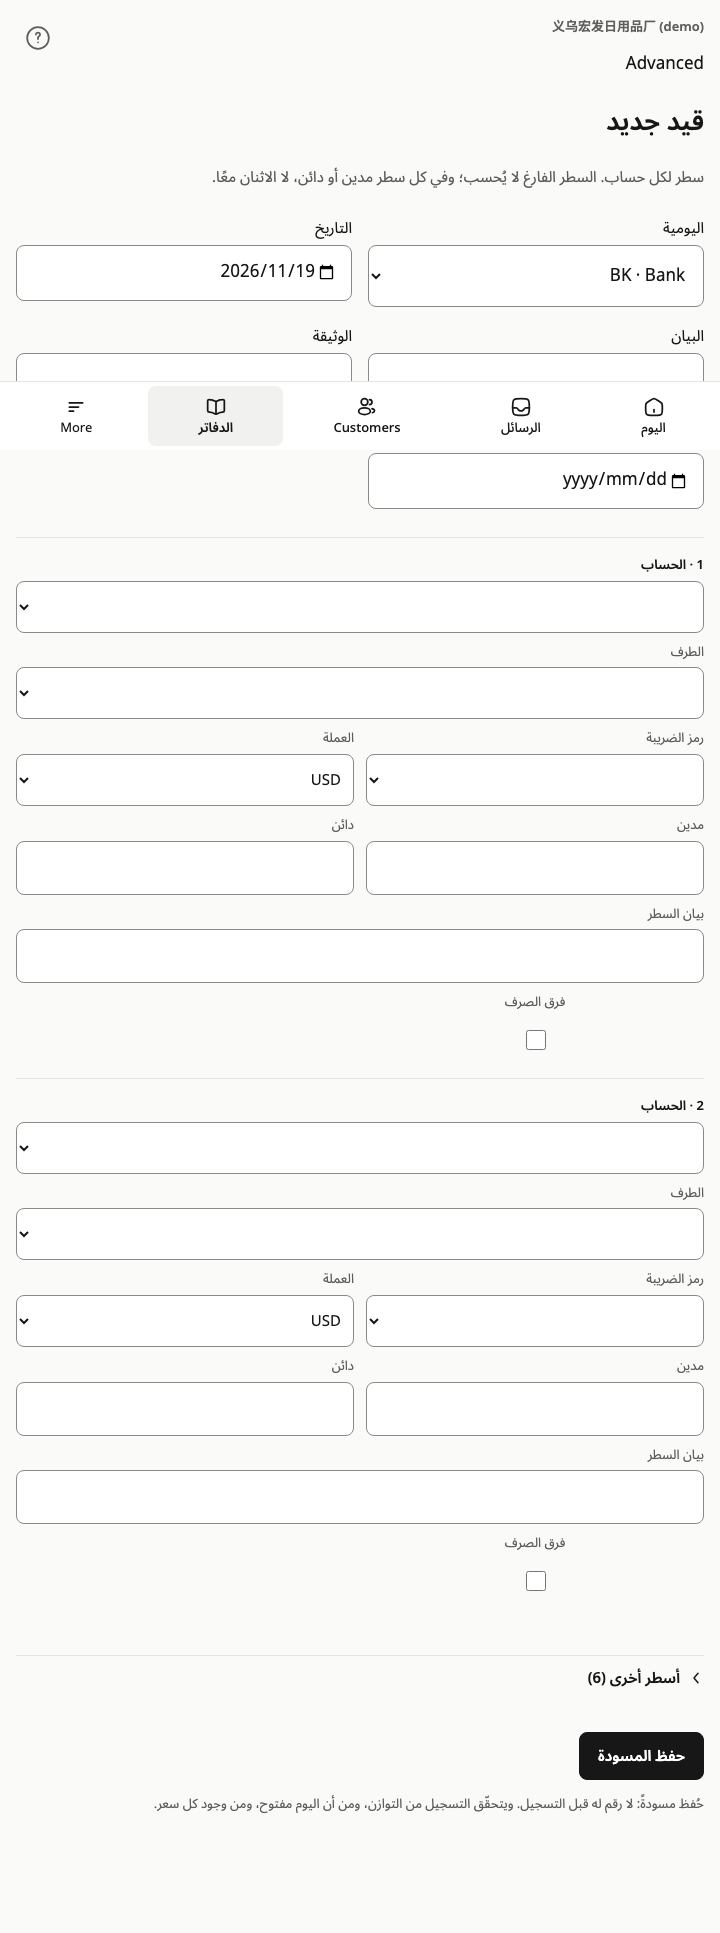 义乌宏发日用品厂 (demo)
Advanced
قيد جديد
سطر لكل حساب. السطر الفارغ لا يُحسب؛ وفي كل سطر مدين أو دائن، لا الاثنان معًا.
اليومية
التاريخ
BK · Bank
2026/11/19
البيان
الوثيقة
اليوم
الرسائل
Customers
الدفاتر
More
yyyy/mm/dd
1 · الحساب
الطرف
رمز الضريبة
العملة
USD
مدين
دائن
بيان السطر
فرق الصرف
2 · الحساب
الطرف
رمز الضريبة
العملة
USD
مدين
دائن
بيان السطر
فرق الصرف
أسطر أخرى (6)
حفظ المسودة
حُفظ مسودةً: لا رقم له قبل التسجيل. ويتحقّق التسجيل من التوازن، ومن أن اليوم مفتوح، ومن وجود كل سعر.